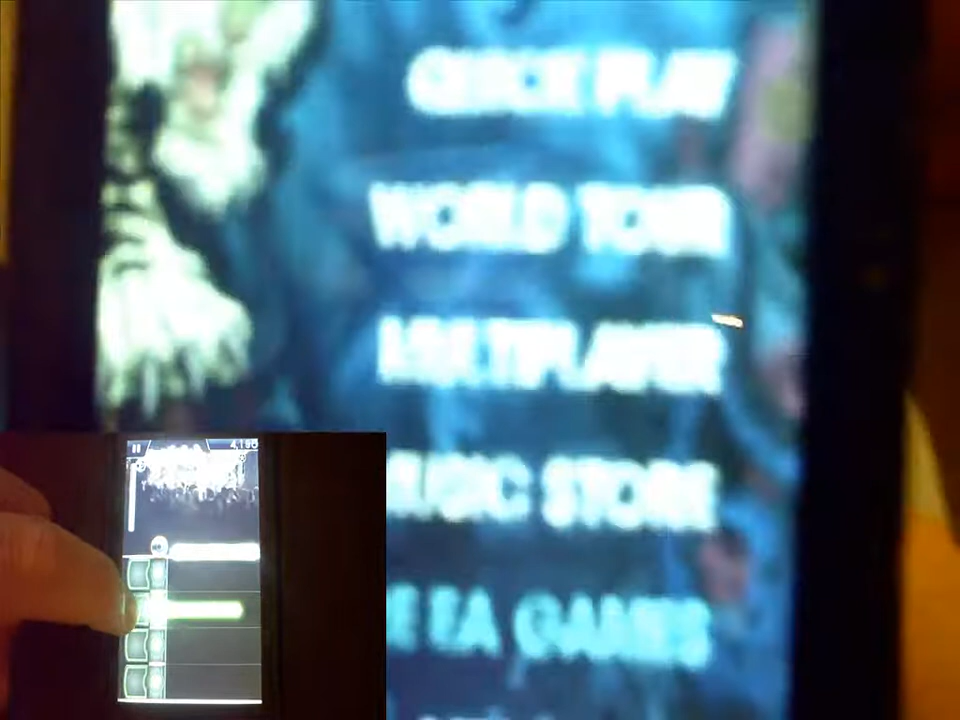 QUICK PLAY
WORLD TOUR
MULTIPLAYER
MUSIC STORE
EA GAMES